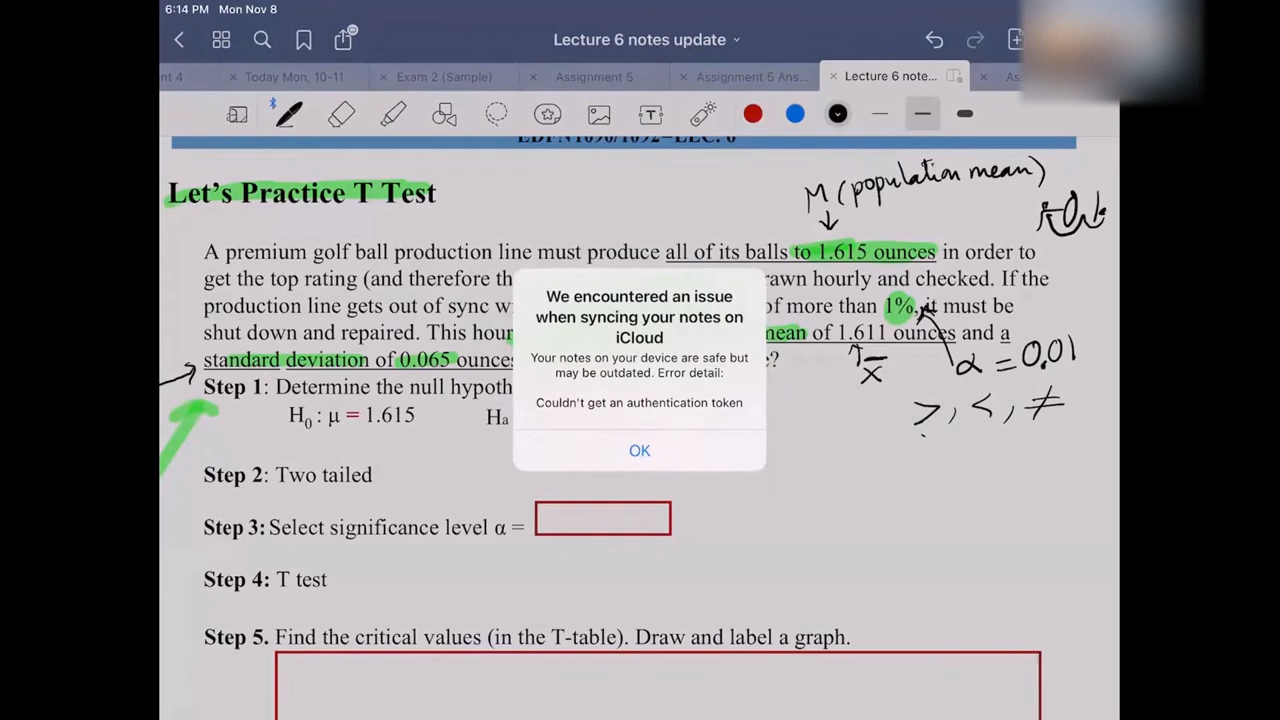 6:14 PM Mon Nov 8
Lecture 6 notes update
nt 4 Today Mon, 10-11 Exam 2 (Sample) Assignment 5 Assignment 5 Ans... Lecture 6 note... As
EDPN1090/1092–LEC. 6
Let's Practice T Test
M (population mean)
A premium golf ball production line must produce all of its balls to 1.615 ounces in order to
get the top rating (and therefore th rawn hourly and checked. If the
production line gets out of sync w of more than 1%, it must be
shut down and repaired. This hour mean of 1.611 ounces and a
standard deviation of 0.065 ounces e?
x̄
α = 0.01
>, <, ≠
Step 1: Determine the null hypoth
H₀ : μ = 1.615 Hₐ
We encountered an issue
when syncing your notes on
iCloud
Your notes on your device are safe but
may be outdated. Error detail:
Couldn't get an authentication token
OK
Step 2: Two tailed
Step 3: Select significance level α =
Step 4: T test
Step 5. Find the critical values (in the T-table). Draw and label a graph.